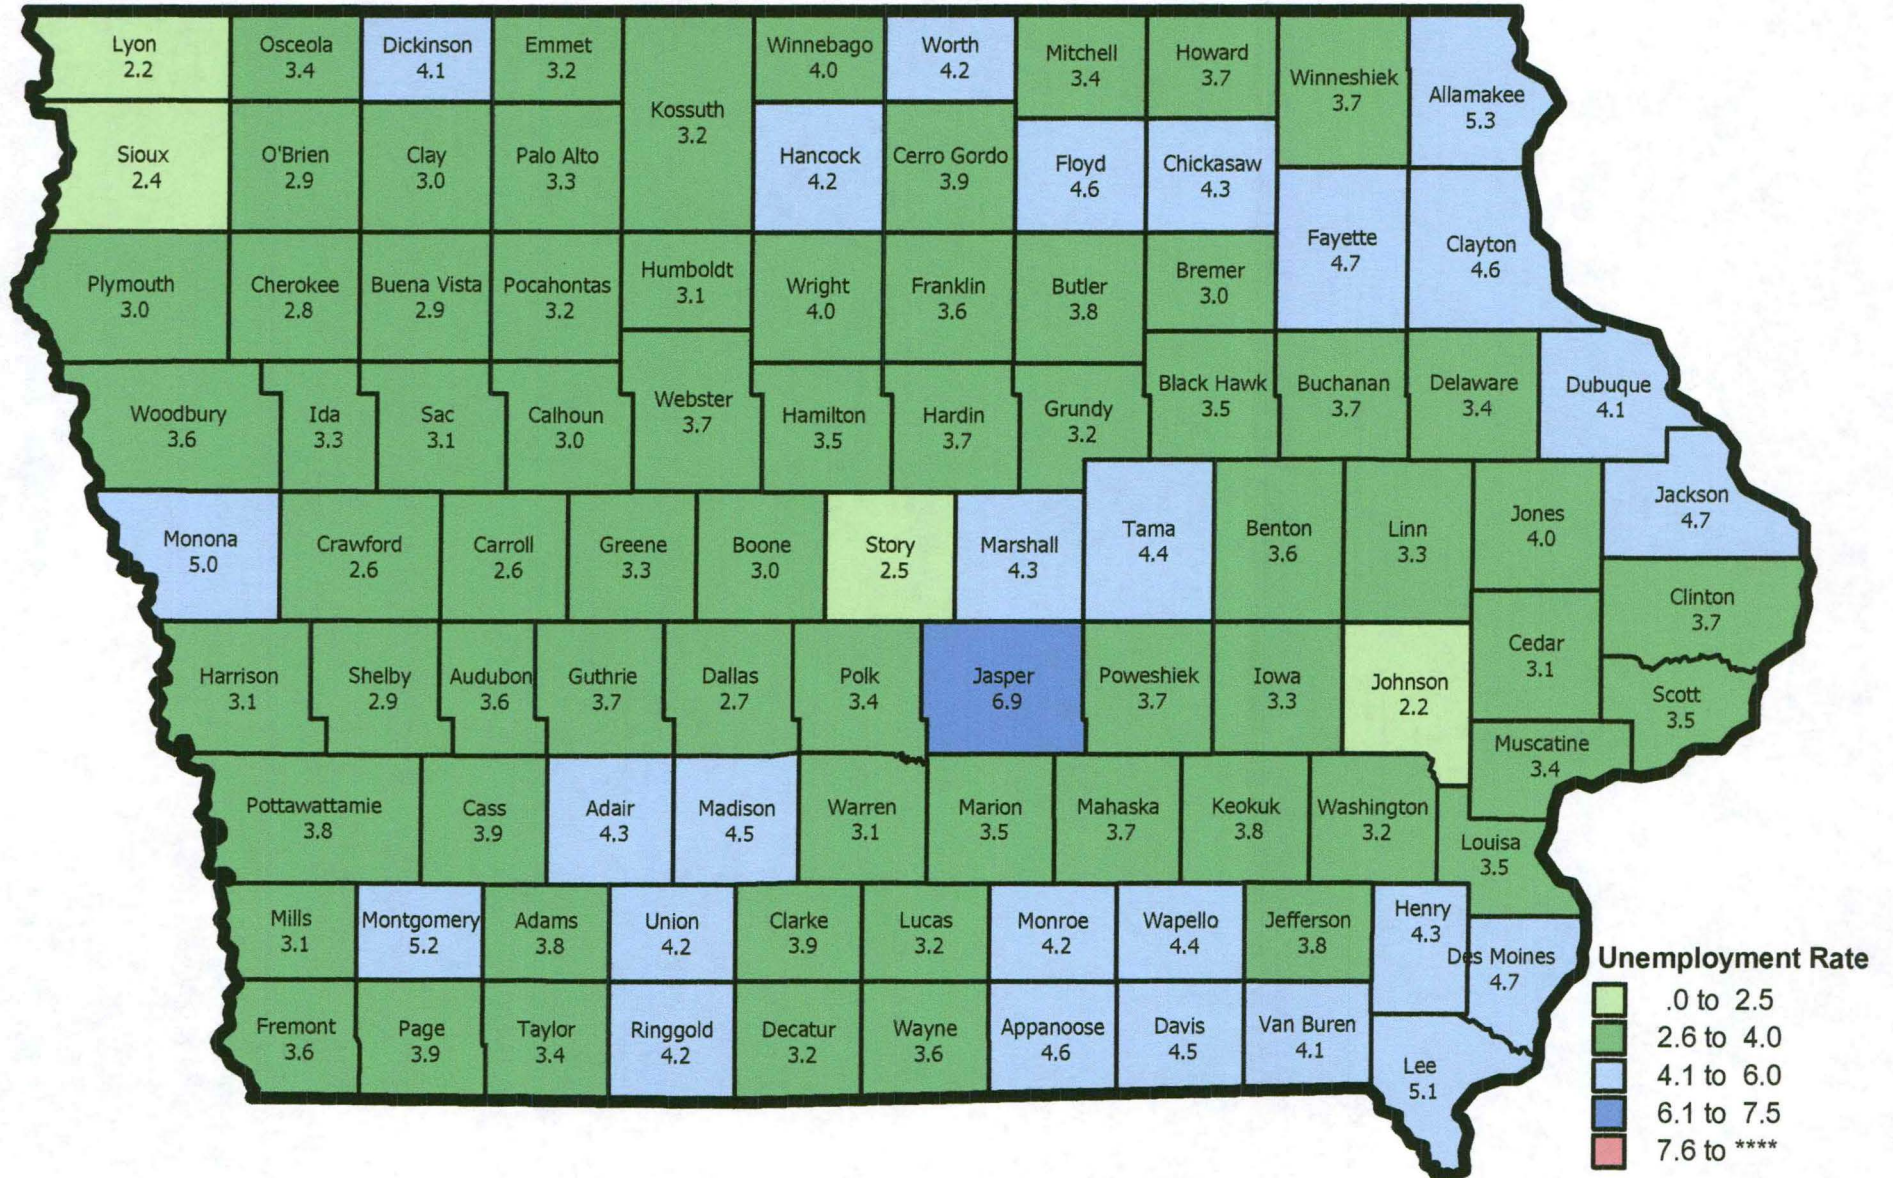 Lyon
2.2
Osceola
3.4
Dickinson
4.1
Emmet
3.2
Kossuth
3.2
Winnebago
4.0
Worth
4.2
Mitchell
3.4
Howard
3.7
Winneshiek
3.7
Allamakee
5.3
Sioux
2.4
O'Brien
2.9
Clay
3.0
Palo Alto
3.3
Hancock
4.2
Cerro Gordo
3.9
Floyd
4.6
Chickasaw
4.3
Fayette
4.7
Clayton
4.6
Plymouth
3.0
Cherokee
2.8
Buena Vista
2.9
Pocahontas
3.2
Humboldt
3.1
Wright
4.0
Franklin
3.6
Butler
3.8
Bremer
3.0
Woodbury
3.6
Ida
3.3
Sac
3.1
Calhoun
3.0
Webster
3.7
Hamilton
3.5
Hardin
3.7
Grundy
3.2
Black Hawk
3.5
Buchanan
3.7
Delaware
3.4
Dubuque
4.1
Monona
5.0
Crawford
2.6
Carroll
2.6
Greene
3.3
Boone
3.0
Story
2.5
Marshall
4.3
Tama
4.4
Benton
3.6
Linn
3.3
Jones
4.0
Jackson
4.7
Clinton
3.7
Harrison
3.1
Shelby
2.9
Audubon
3.6
Guthrie
3.7
Dallas
2.7
Polk
3.4
Jasper
6.9
Poweshiek
3.7
Iowa
3.3
Johnson
2.2
Cedar
3.1
Scott
3.5
Muscatine
3.4
Pottawattamie
3.8
Cass
3.9
Adair
4.3
Madison
4.5
Warren
3.1
Marion
3.5
Mahaska
3.7
Keokuk
3.8
Washington
3.2
Louisa
3.5
Mills
3.1
Montgomery
5.2
Adams
3.8
Union
4.2
Clarke
3.9
Lucas
3.2
Monroe
4.2
Wapello
4.4
Jefferson
3.8
Henry
4.3
Des Moines
4.7
Fremont
3.6
Page
3.9
Taylor
3.4
Ringgold
4.2
Decatur
3.2
Wayne
3.6
Appanoose
4.6
Davis
4.5
Van Buren
4.1
Lee
5.1
Unemployment Rate
.0 to 2.5
2.6 to 4.0
4.1 to 6.0
6.1 to 7.5
7.6 to ****